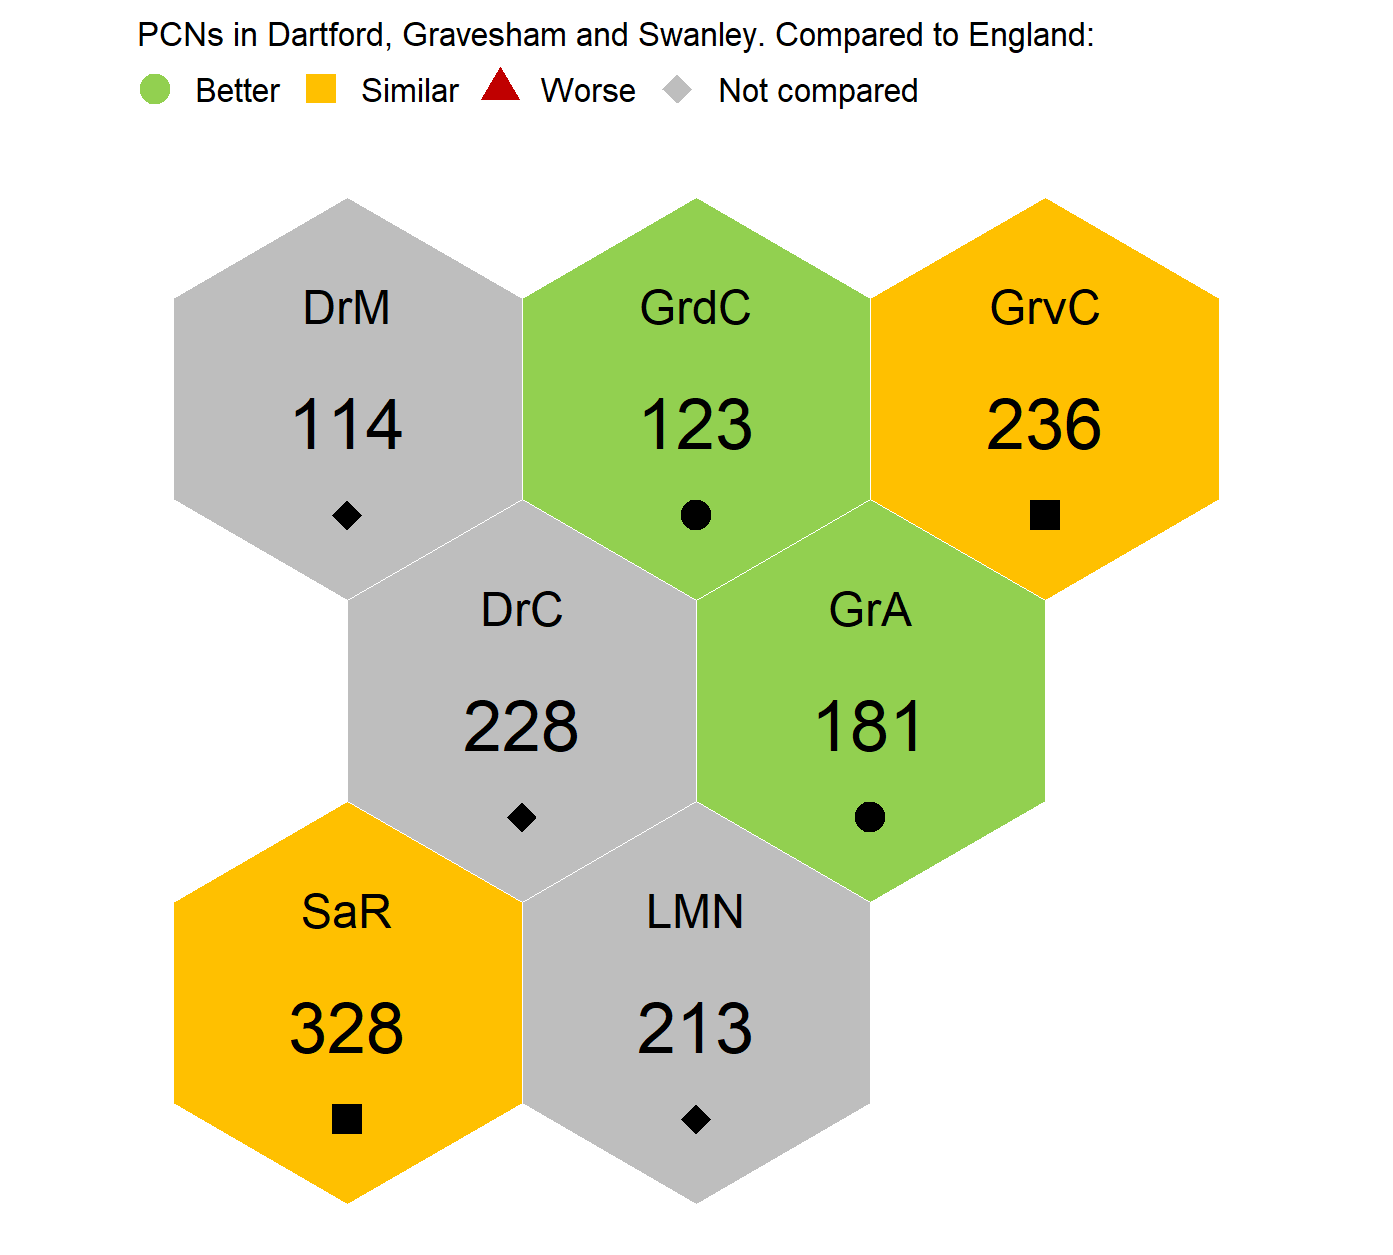 PCNs in Dartford, Gravesham and Swanley. Compared to England:
Better Similar Worse Not compared
DrM GrdC GrvC
114 123 236
DrC GrA
228 181
SaR LMN
328 213